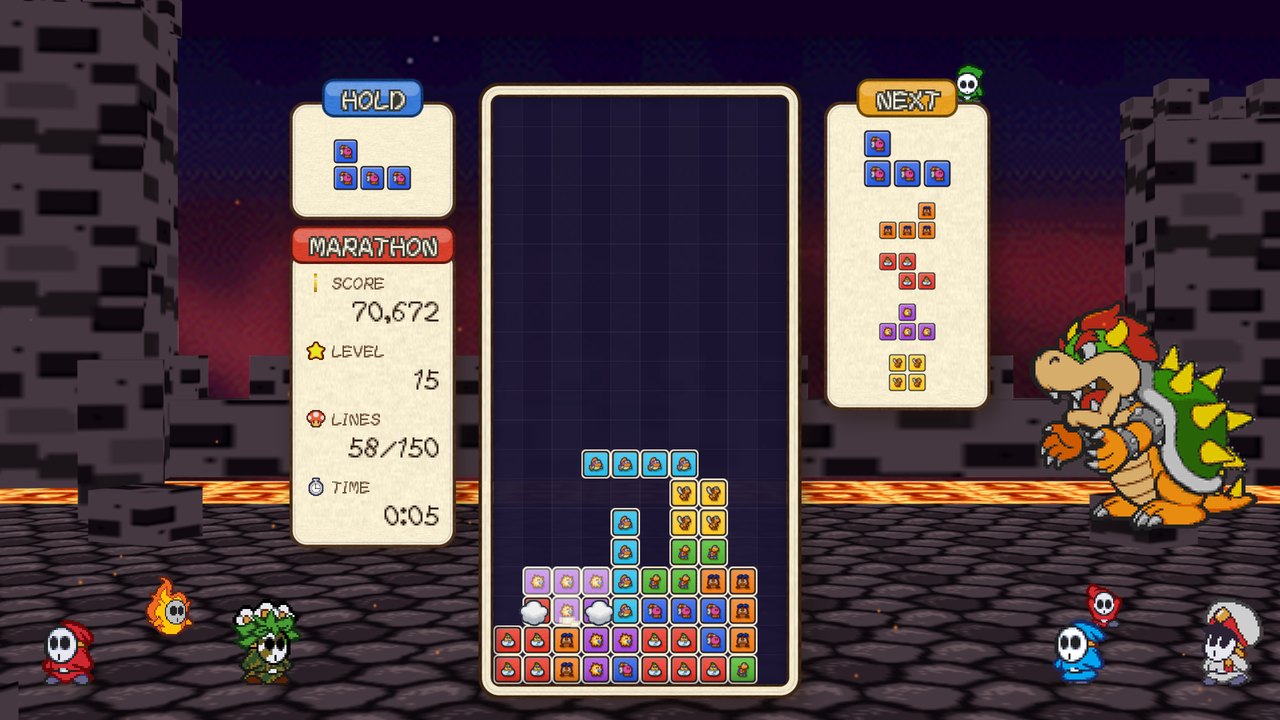 HOLD
NEXT
MARATHON
SCORE
70,672
LEVEL
15
LINES
58/150
TIME
0:05